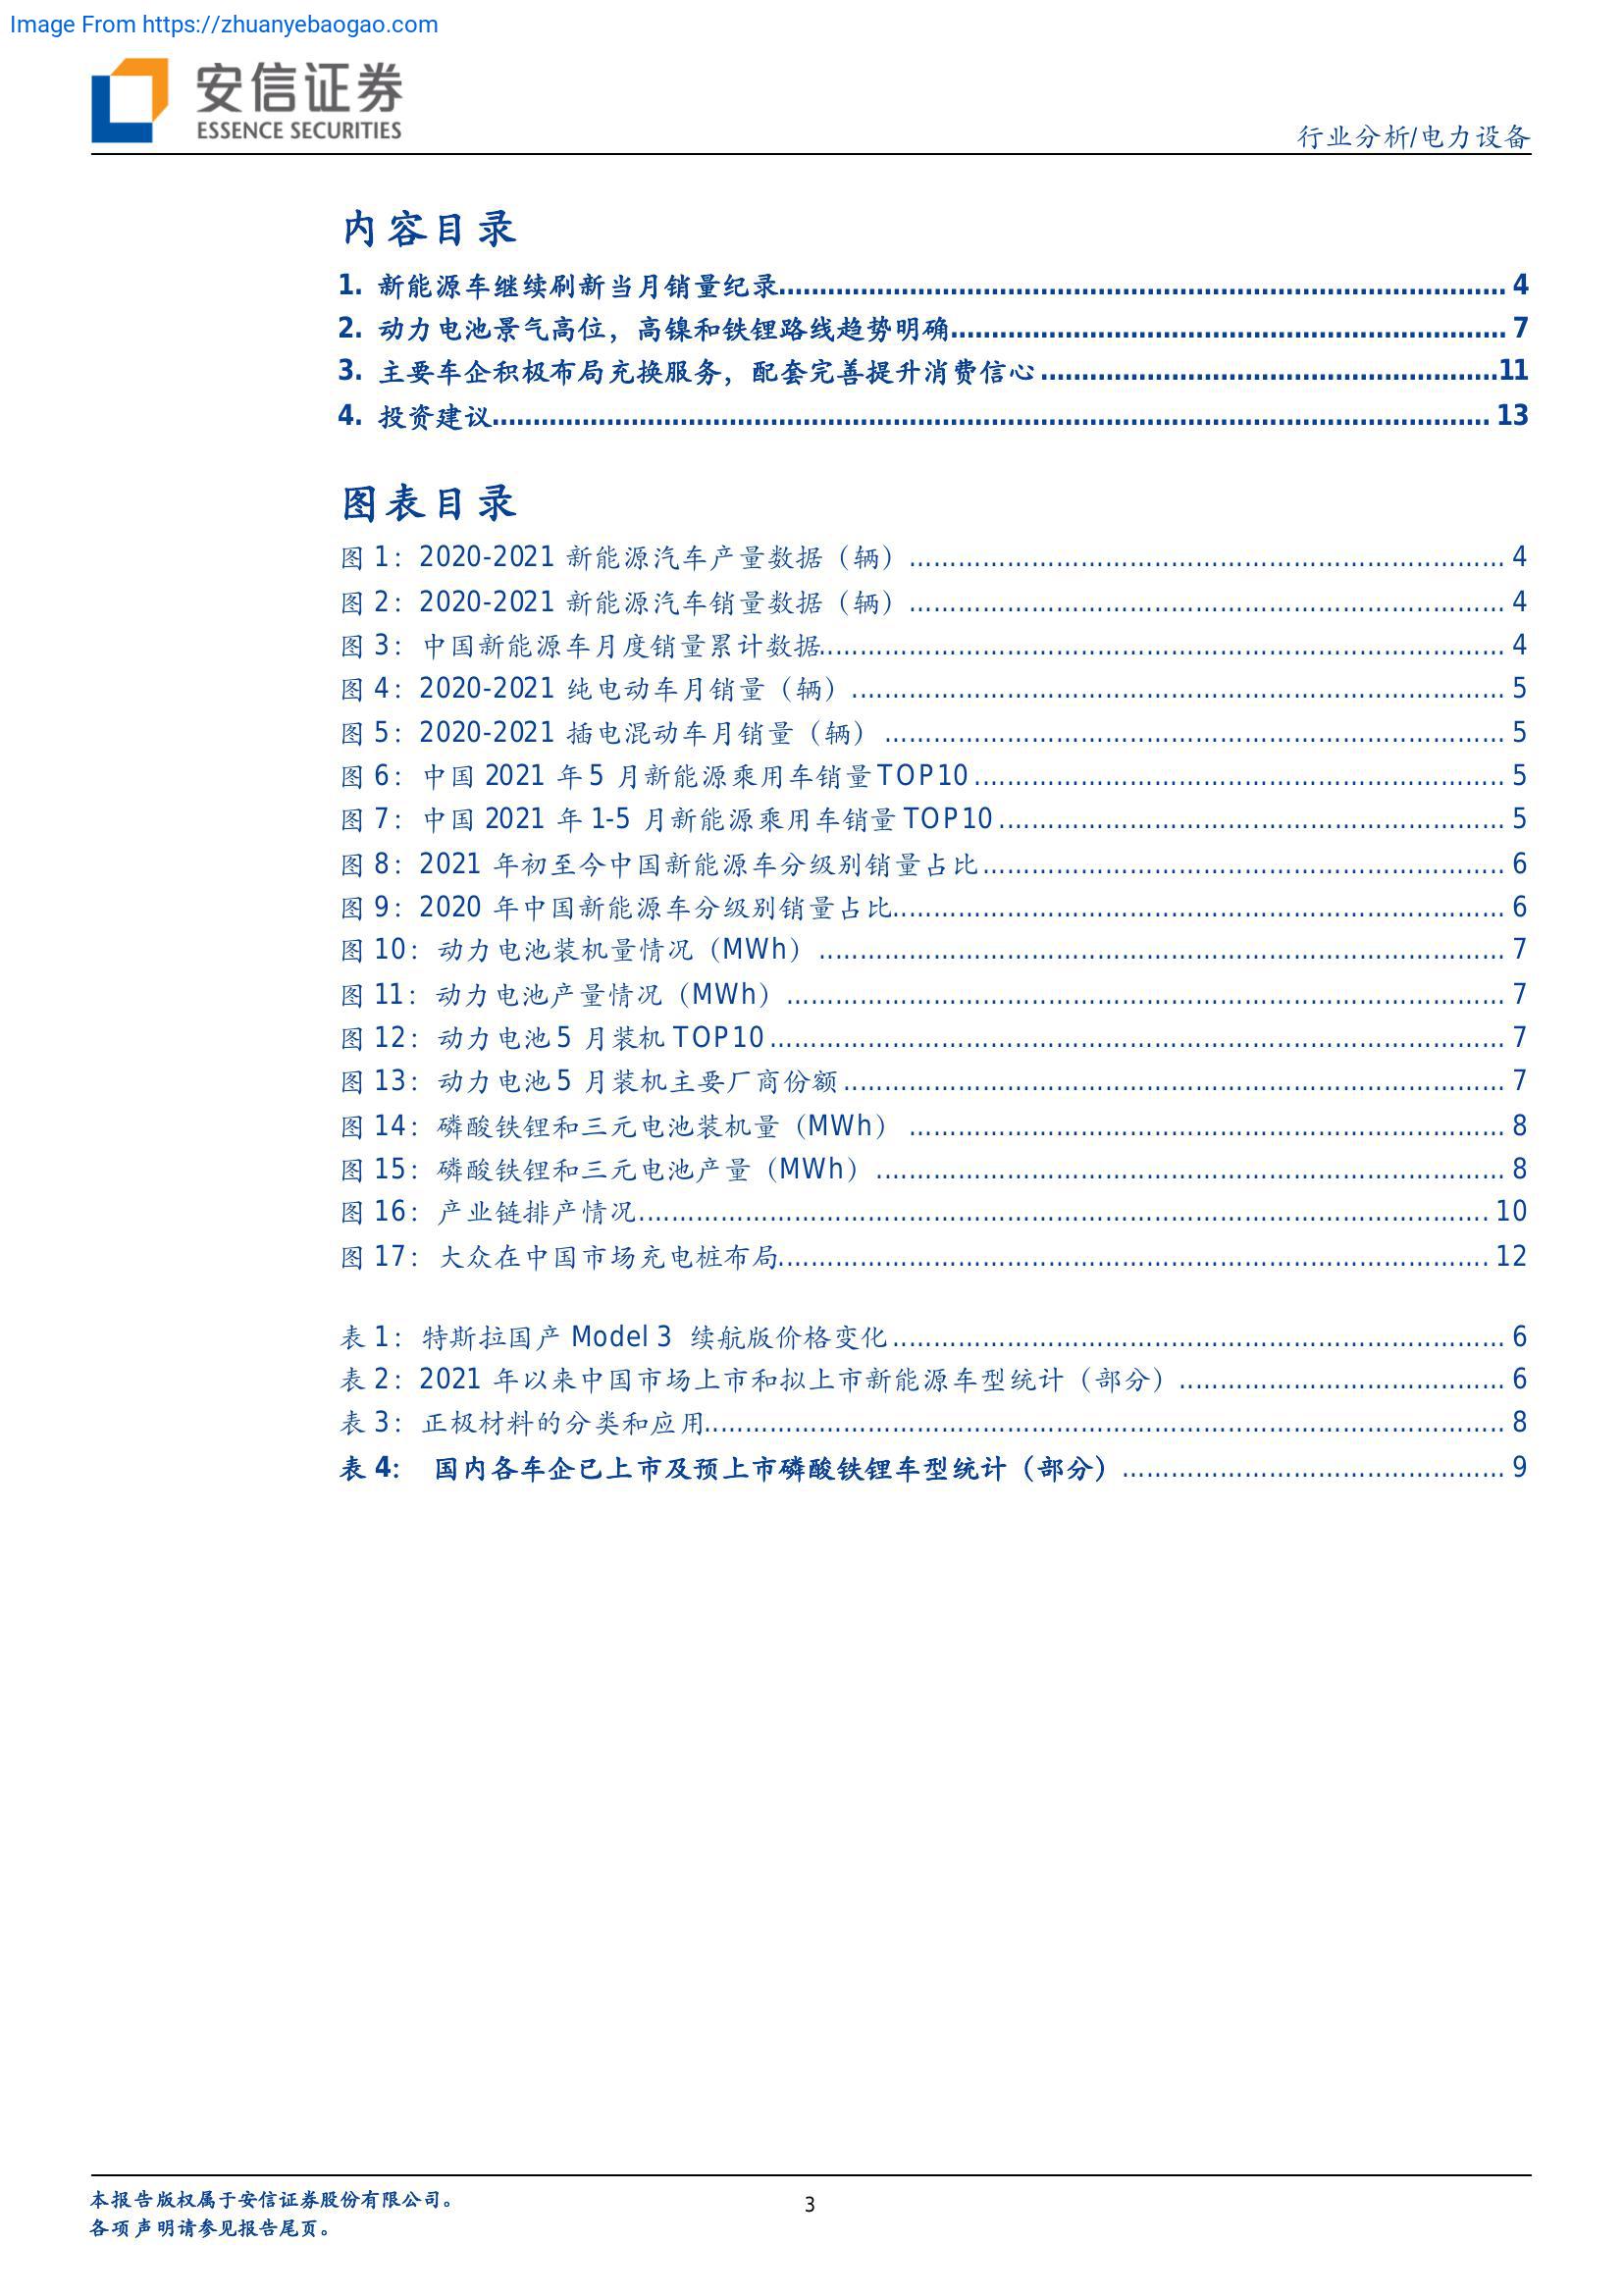 Image From https://zhuanyebaogao.com
安信证券
ESSENCE SECURITIES
行业分析/电力设备
内容目录
1. 新能源车继续刷新当月销量纪录 4
2. 动力电池景气高位，高镍和铁锂路线趋势明确 7
3. 主要车企积极布局充换服务，配套完善提升消费信心 11
4. 投资建议 13
图表目录
图 1：2020-2021 新能源汽车产量数据（辆） 4
图 2：2020-2021 新能源汽车销量数据（辆） 4
图 3：中国新能源车月度销量累计数据 4
图 4：2020-2021 纯电动车月销量（辆） 5
图 5：2020-2021 插电混动车月销量（辆） 5
图 6：中国 2021 年 5 月新能源乘用车销量 TOP10 5
图 7：中国 2021 年 1-5 月新能源乘用车销量 TOP10 5
图 8：2021 年初至今中国新能源车分级别销量占比 6
图 9：2020 年中国新能源车分级别销量占比 6
图 10：动力电池装机量情况（MWh） 7
图 11：动力电池产量情况（MWh） 7
图 12：动力电池 5 月装机 TOP10 7
图 13：动力电池 5 月装机主要厂商份额 7
图 14：磷酸铁锂和三元电池装机量（MWh） 8
图 15：磷酸铁锂和三元电池产量（MWh） 8
图 16：产业链排产情况 10
图 17：大众在中国市场充电桩布局 12
表 1：特斯拉国产 Model 3 续航版价格变化 6
表 2：2021 年以来中国市场上市和拟上市新能源车型统计（部分） 6
表 3：正极材料的分类和应用 8
表 4： 国内各车企已上市及预上市磷酸铁锂车型统计（部分） 9
本报告版权属于安信证券股份有限公司。
各项声明请参见报告尾页。
3